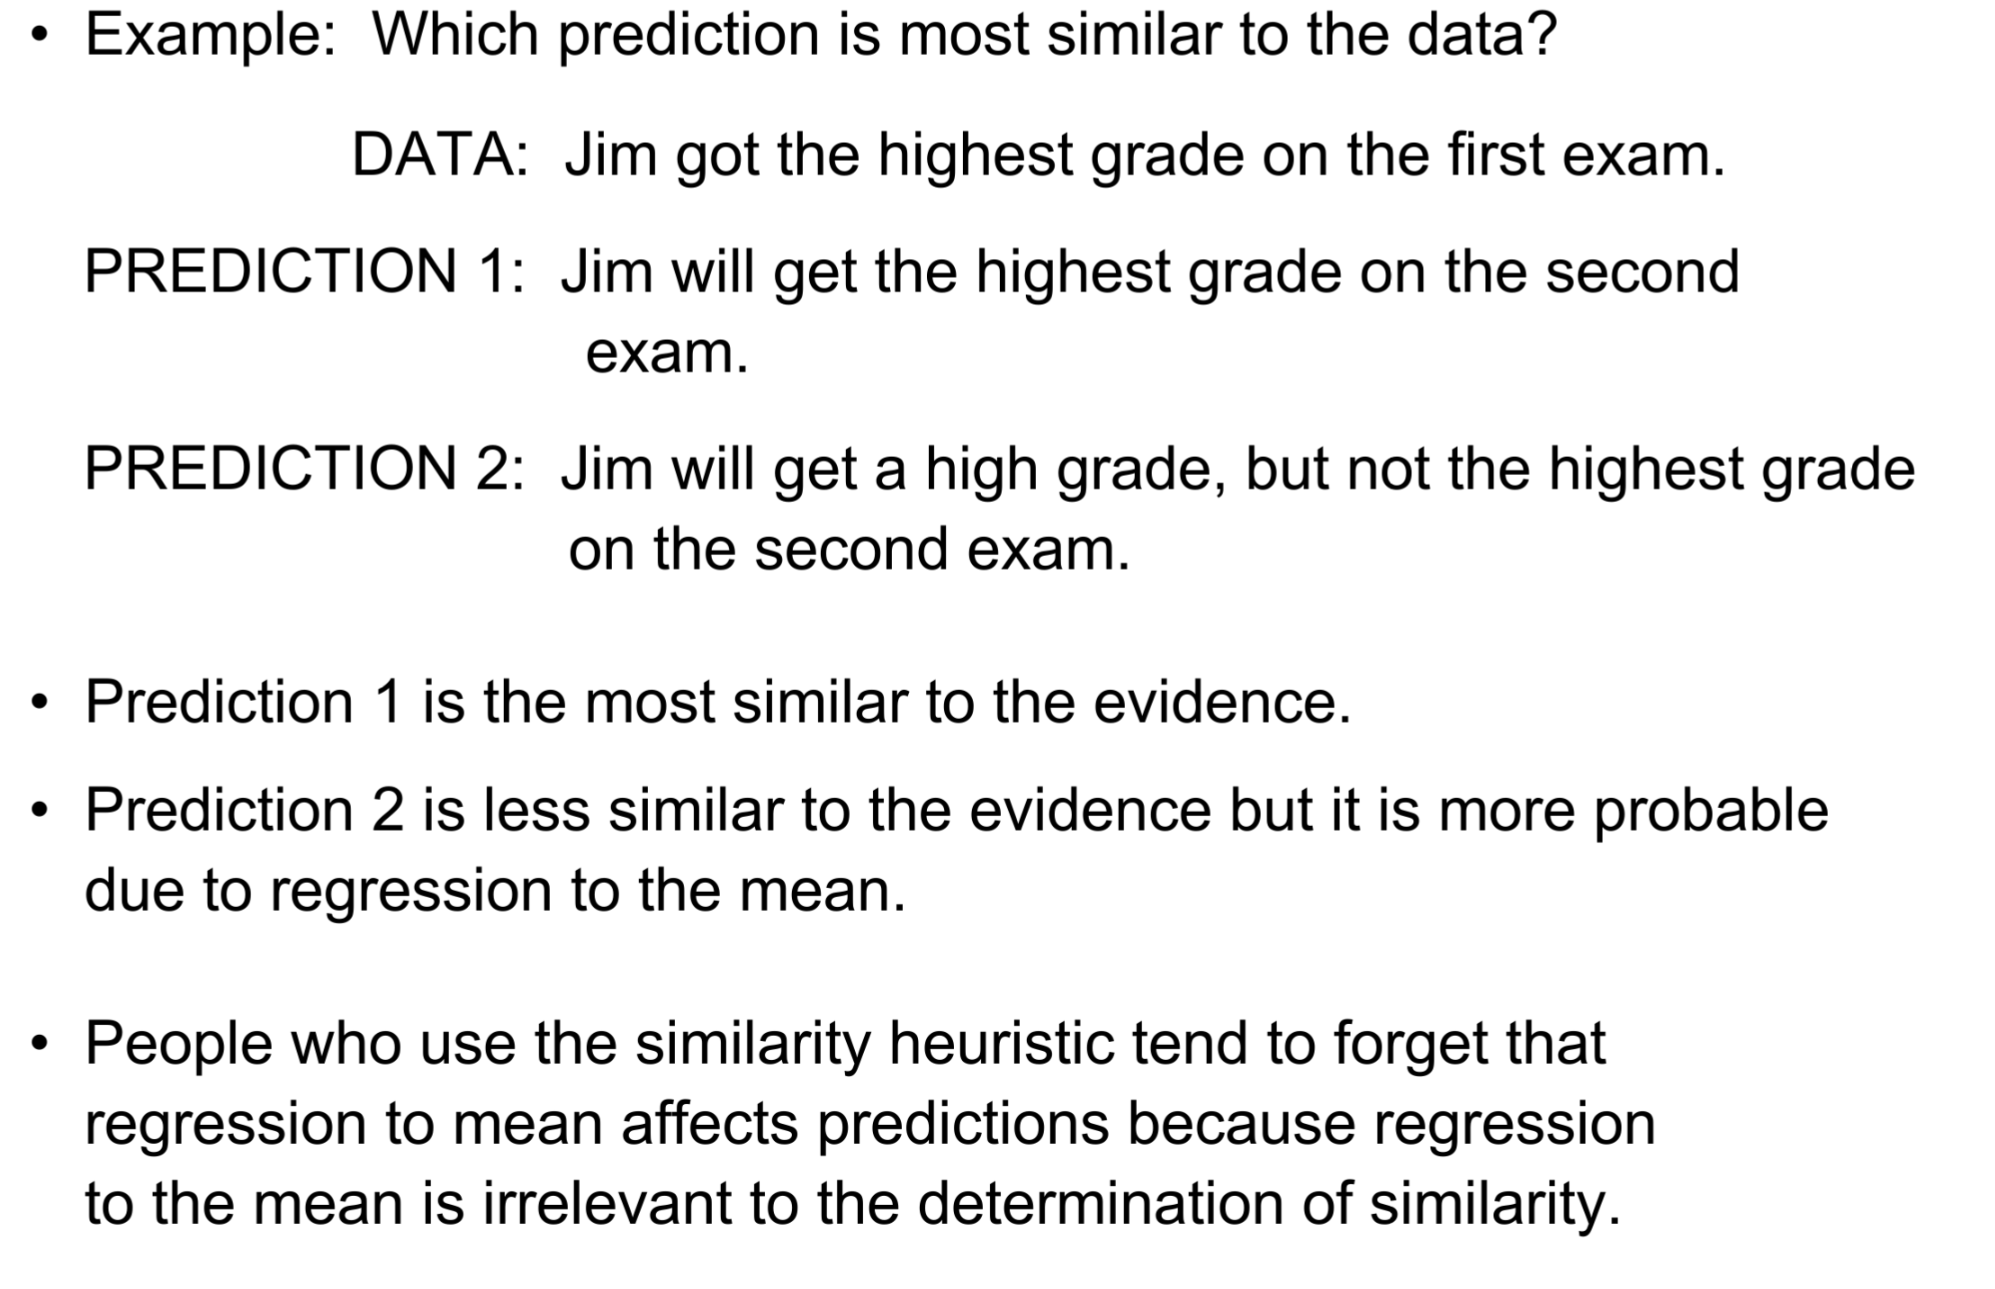 • Example: Which prediction is most similar to the data?
DATA: Jim got the highest grade on the first exam.
PREDICTION 1: Jim will get the highest grade on the second
exam.
PREDICTION 2: Jim will get a high grade, but not the highest grade
on the second exam.
• Prediction 1 is the most similar to the evidence.
• Prediction 2 is less similar to the evidence but it is more probable
due to regression to the mean.
• People who use the similarity heuristic tend to forget that
regression to mean affects predictions because regression
to the mean is irrelevant to the determination of similarity.